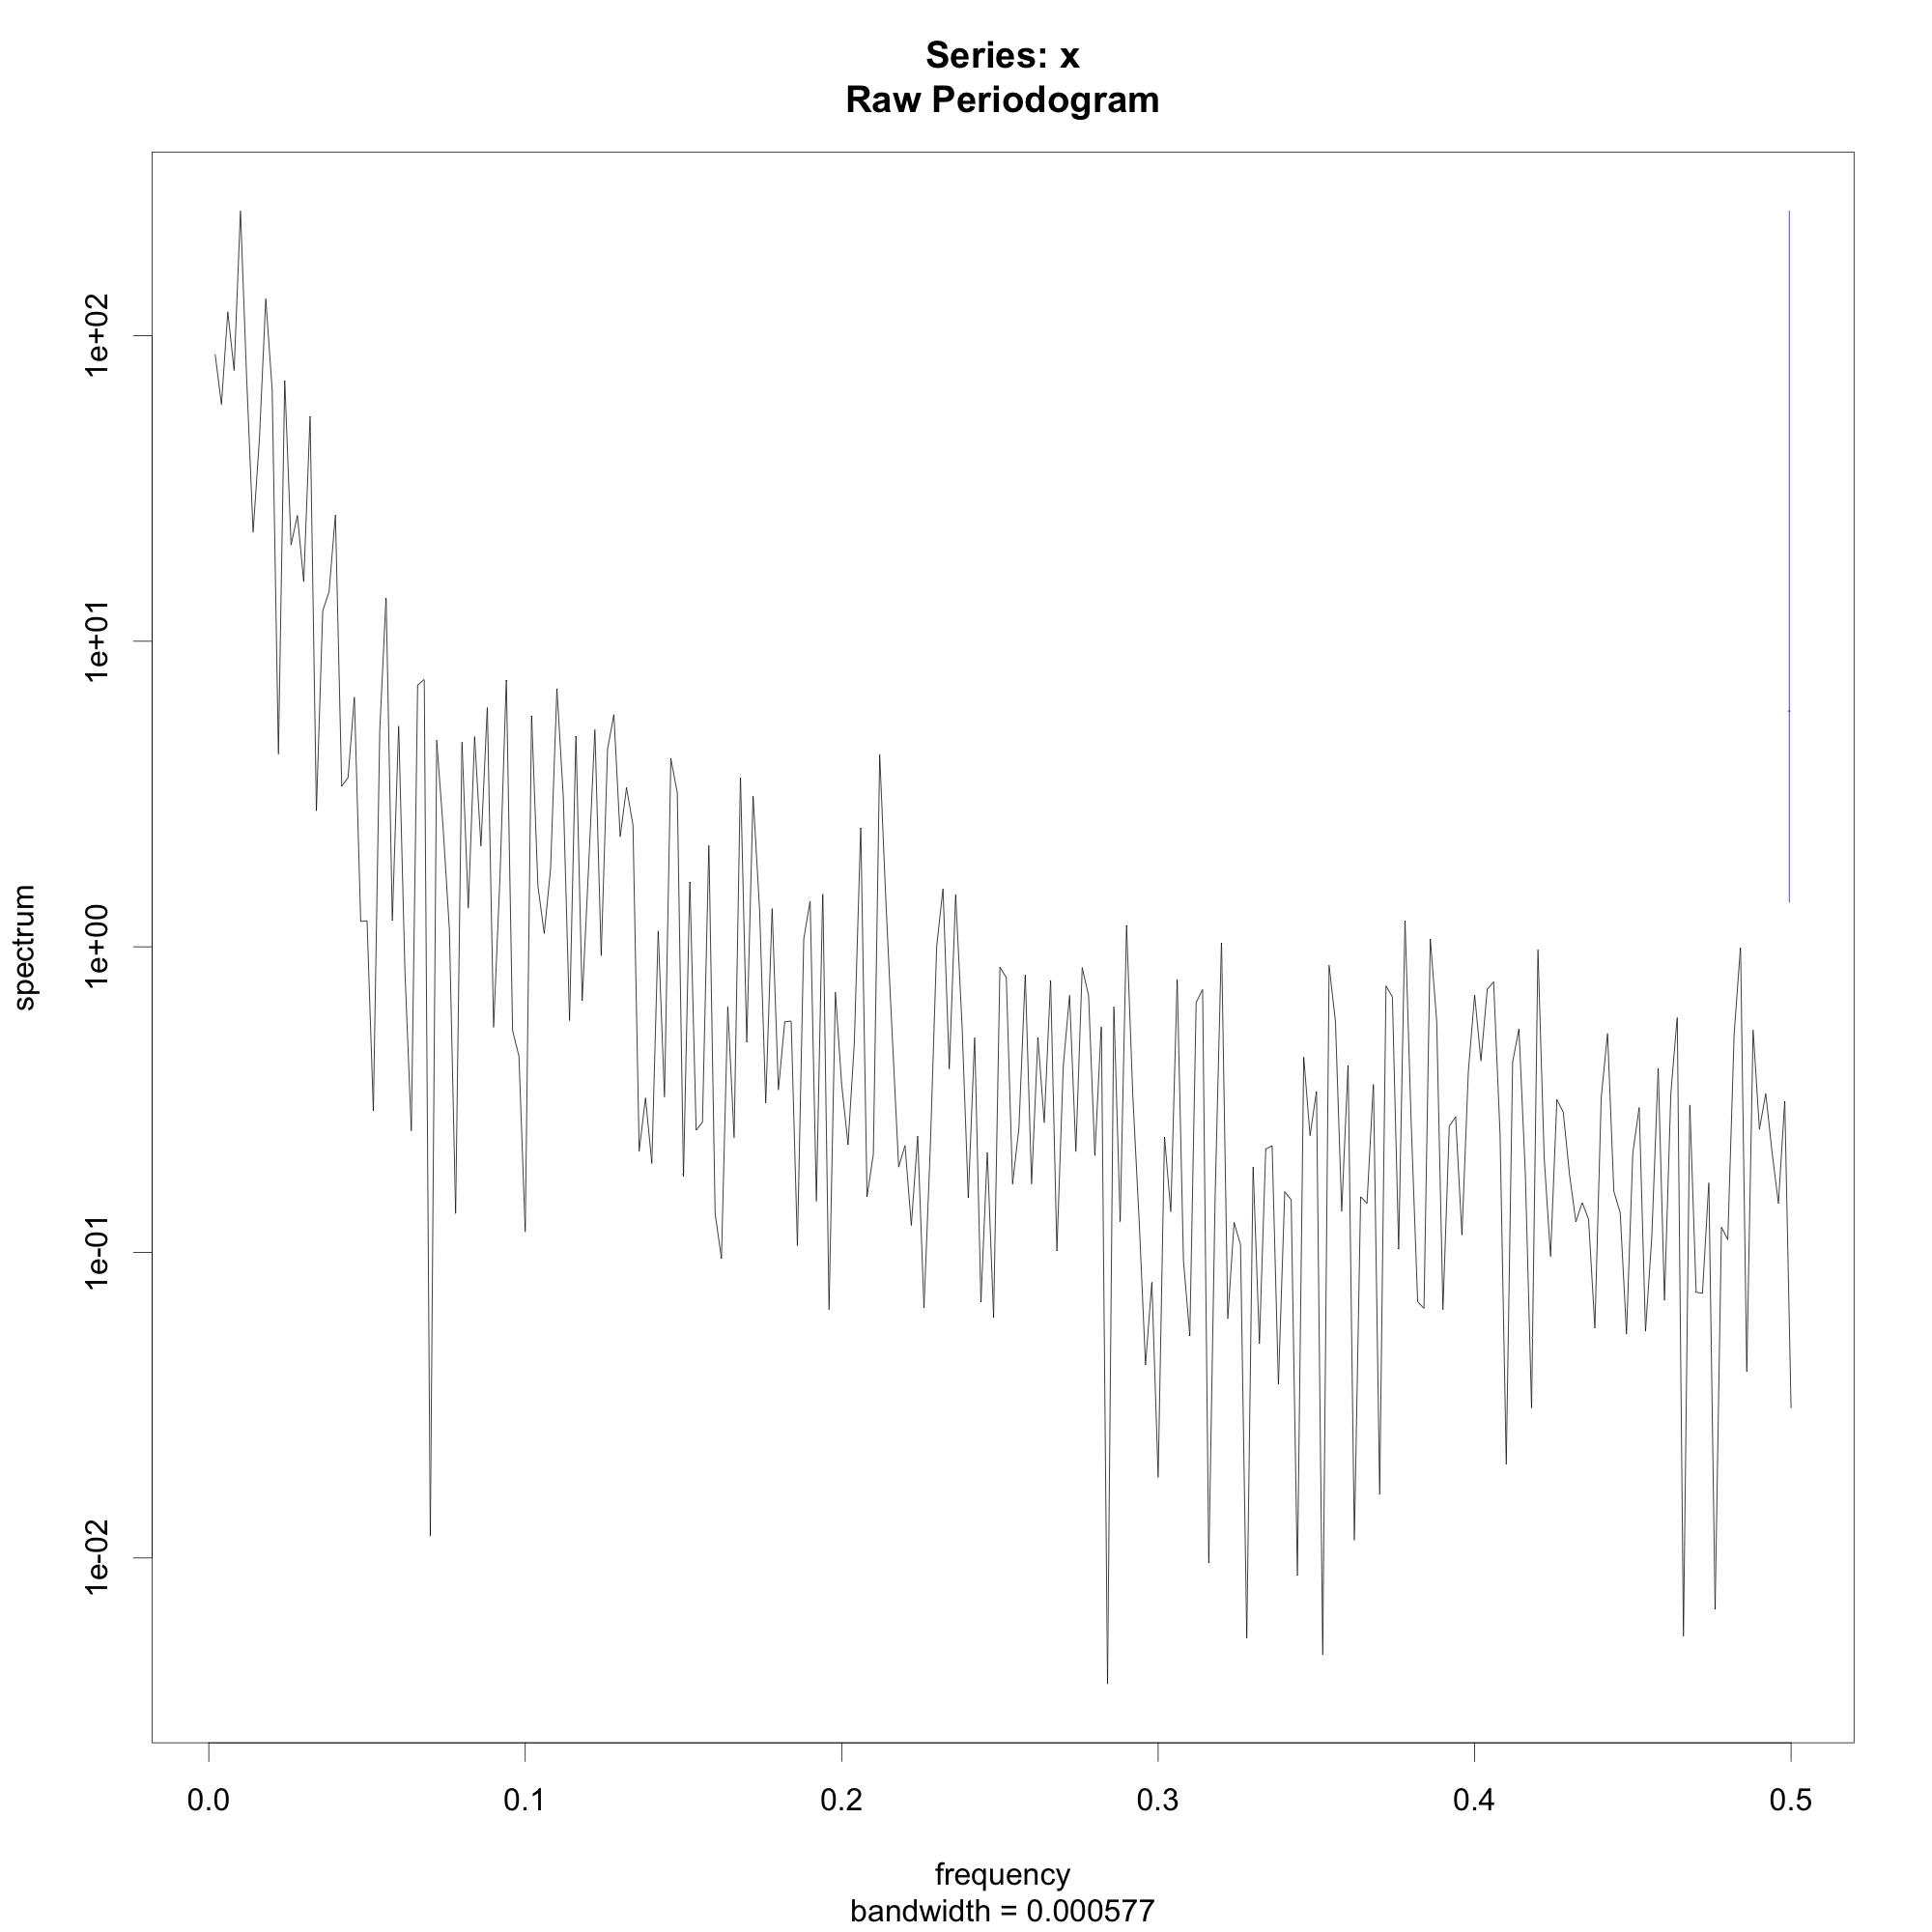 Series: x
Raw Periodogram
spectrum
1e+02
1e+01
1e+00
1e-01
1e-02
0.0 0.1 0.2 0.3 0.4 0.5
frequency
bandwidth = 0.000577